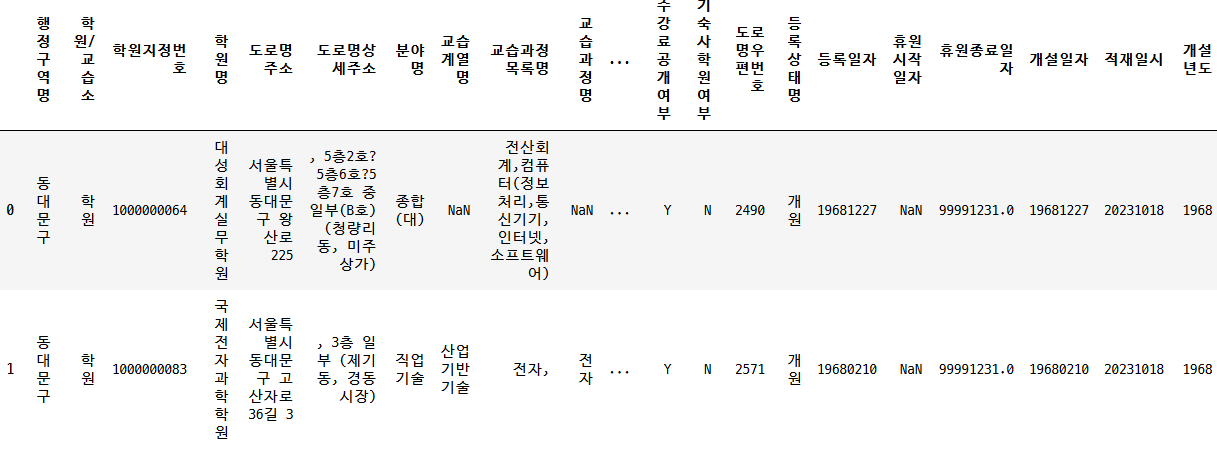 행정구역명
학원/교습소
학원지정번호
학원명
도로명주소
도로명상세주소
분야명
교습계열명
교습과정목록명
교습과정명
...
수강료공개여부
기숙사학원여부
도로명우편번호
등록상태명
등록일자
휴원시작일자
휴원종료일자
개설일자
적재일시
개설년도
0
동대문구
학원
1000000064
대성회계실무학원
서울특별시 동대문구 왕산로 225
, 5층2호?5층6호?5층7호 중 일부(B호) (청량리동, 미주상가)
종합(대)
NaN
전산회계,컴퓨터(정보처리,통신기기,인터넷,소프트웨어)
NaN
...
Y
N
2490
개원
19681227
NaN
99991231.0
19681227
20231018
1968
1
동대문구
학원
1000000083
국제전자과학학원
서울특별시 동대문구 고산자로36길 3
, 3층 일부 (제기동, 경동시장)
직업기술
산업기반기술
전자,
전자
...
Y
N
2571
개원
19680210
NaN
99991231.0
19680210
20231018
1968